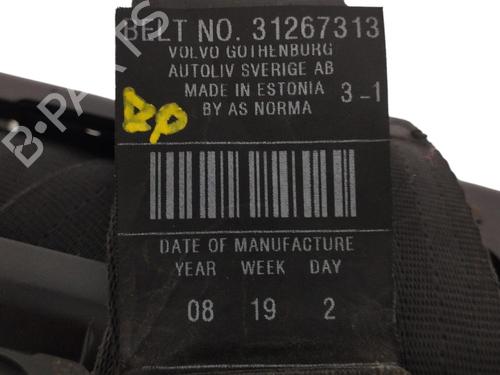 BELT NO. 31267313
VOLVO GOTHENBURG
AUTOLIV SVERIGE AB
MADE IN ESTONIA 3-1
BY AS NORMA
B-PARTS
DATE OF MANUFACTURE
YEAR WEEK DAY
08 19 2